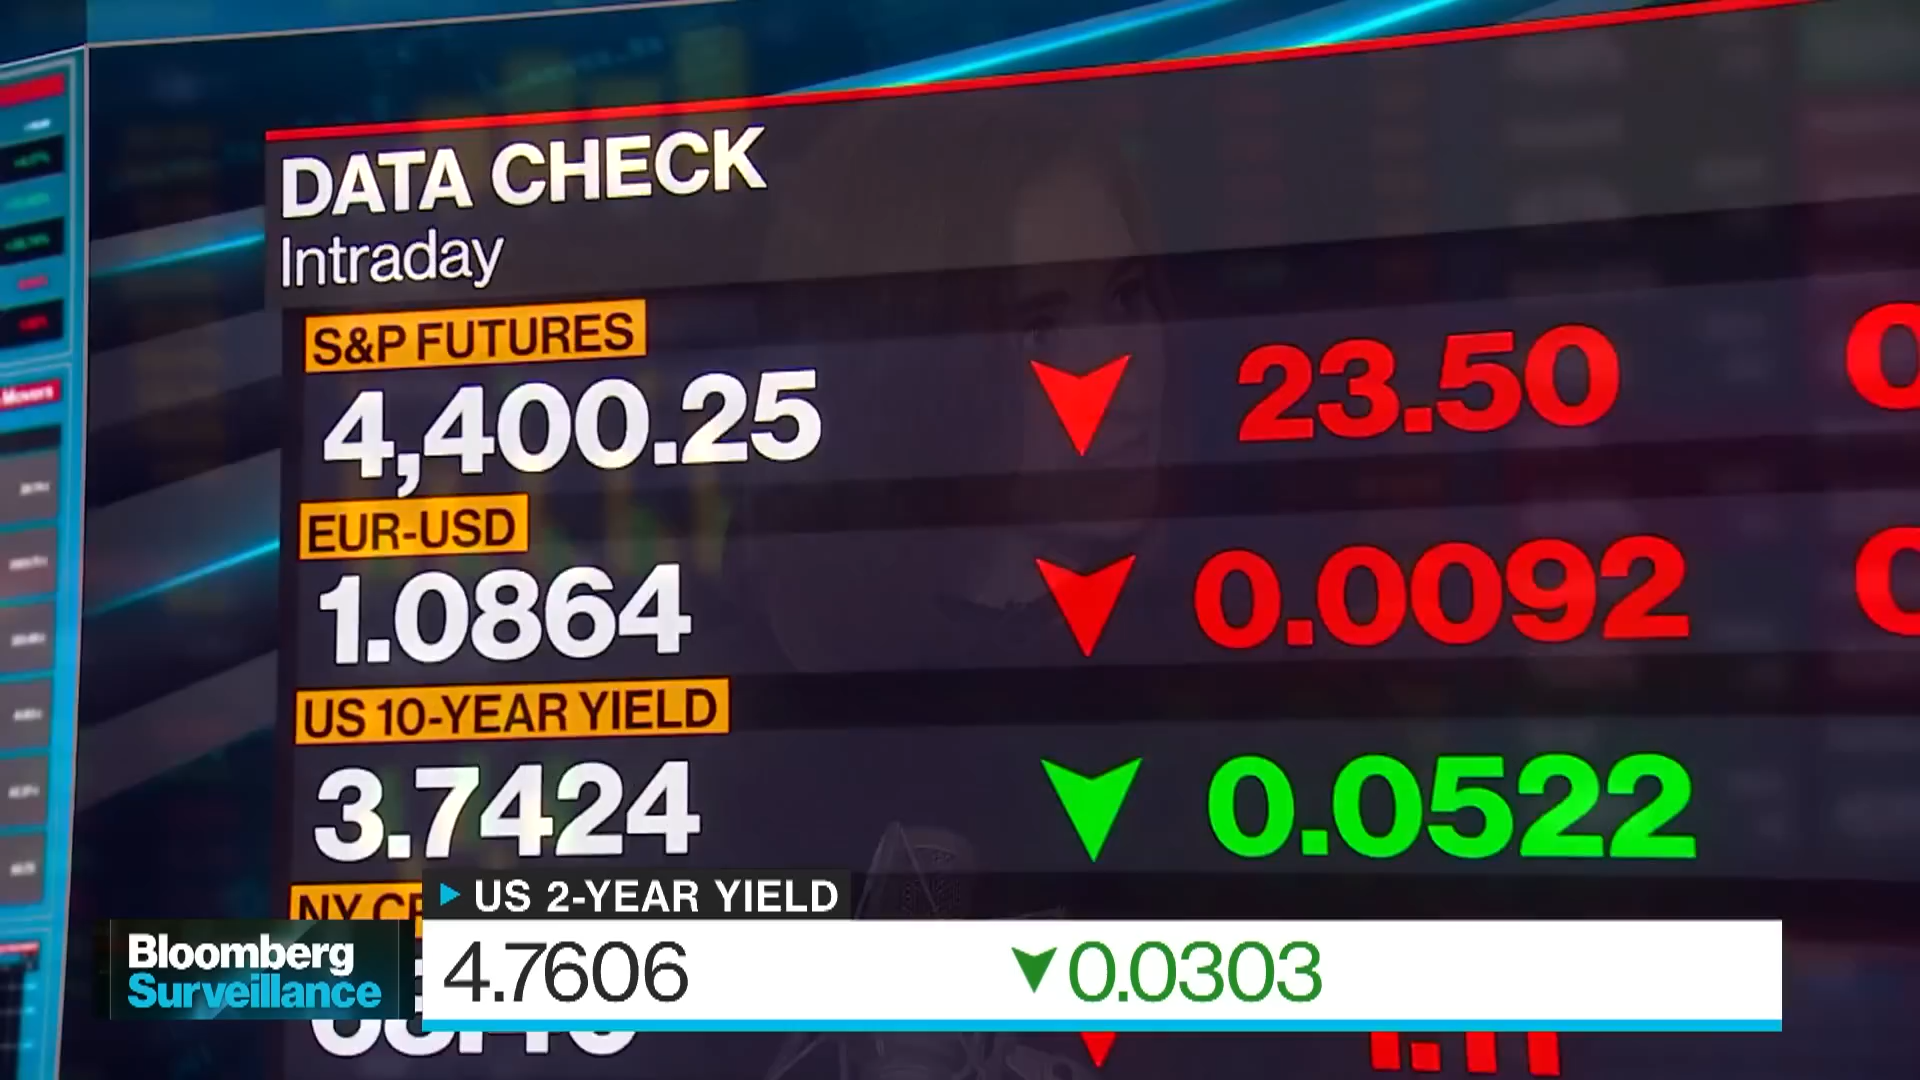 DATA CHECK
Intraday
S&P FUTURES
4,400.25 ▼ 23.50
EUR-USD
1.0864 ▼ 0.0092
US 10-YEAR YIELD
3.7424 ▼ 0.0522
US 2-YEAR YIELD
4.7606 ▼ 0.0303
Bloomberg
Surveillance
Movers